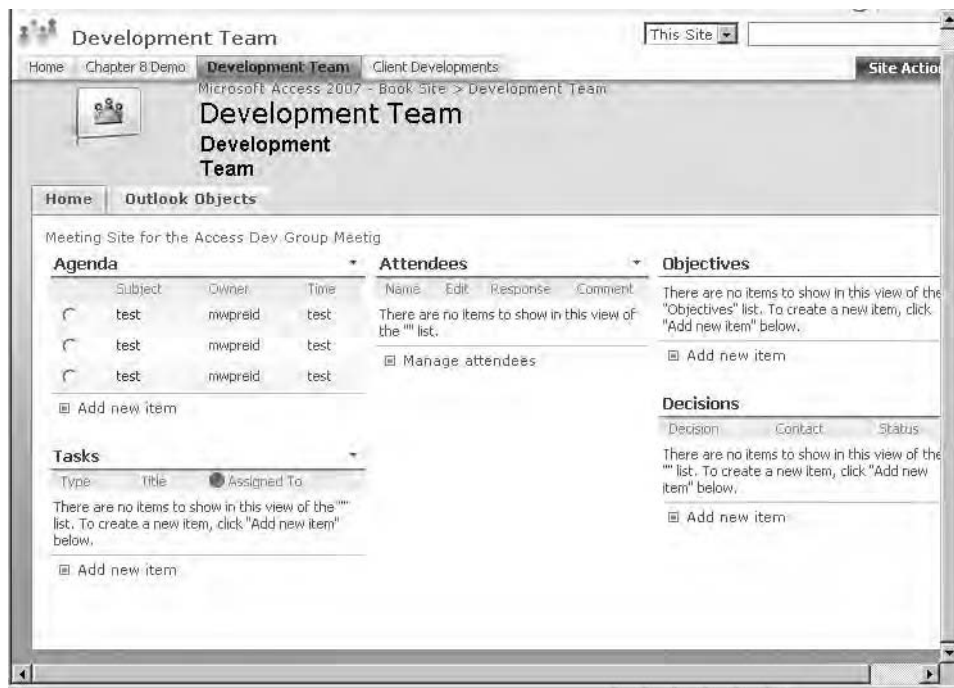 Development Team
This Site
Home Chapter 8 Demo Development Team Client Developments
Site Actio
Microsoft Access 2007 - Book Site > Development Team
Development Team
Development
Team
Home Outlook Objects
Meeting Site for the Access Dev Group Meetig
Agenda
Subject Owner Time
test mwpreid test
test mwpreid test
test mwpreid test
Add new item
Tasks
Type Title Assigned To
There are no items to show in this view of the ""
list. To create a new item, click "Add new item"
below.
Add new item
Attendees
Name Edit Response Comment
There are no items to show in this view of
the "" list.
Manage attendees
Objectives
There are no items to show in this view of the
"Objectives" list. To create a new item, click
"Add new item" below.
Add new item
Decisions
Decision Contact Status
There are no items to show in this view of the
"" list. To create a new item, click "Add new
item" below.
Add new item